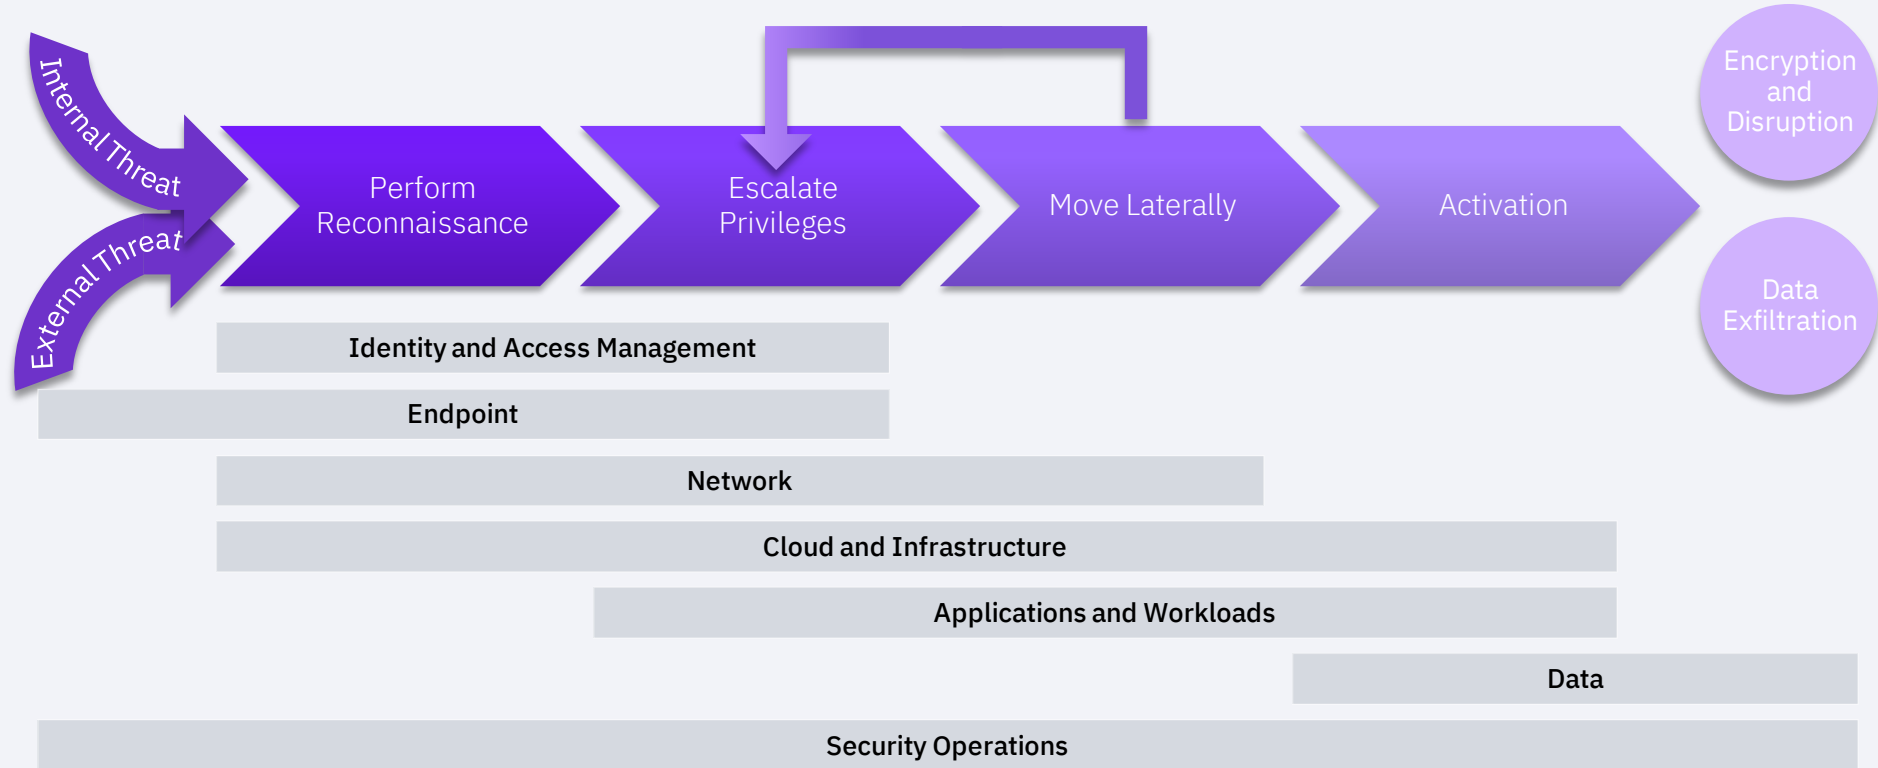 Internal Threat
External Threat
Perform
Reconnaissance
Escalate
Privileges
Move Laterally
Activation
Encryption
and
Disruption
Data
Exfiltration
Identity and Access Management
Endpoint
Network
Cloud and Infrastructure
Applications and Workloads
Data
Security Operations